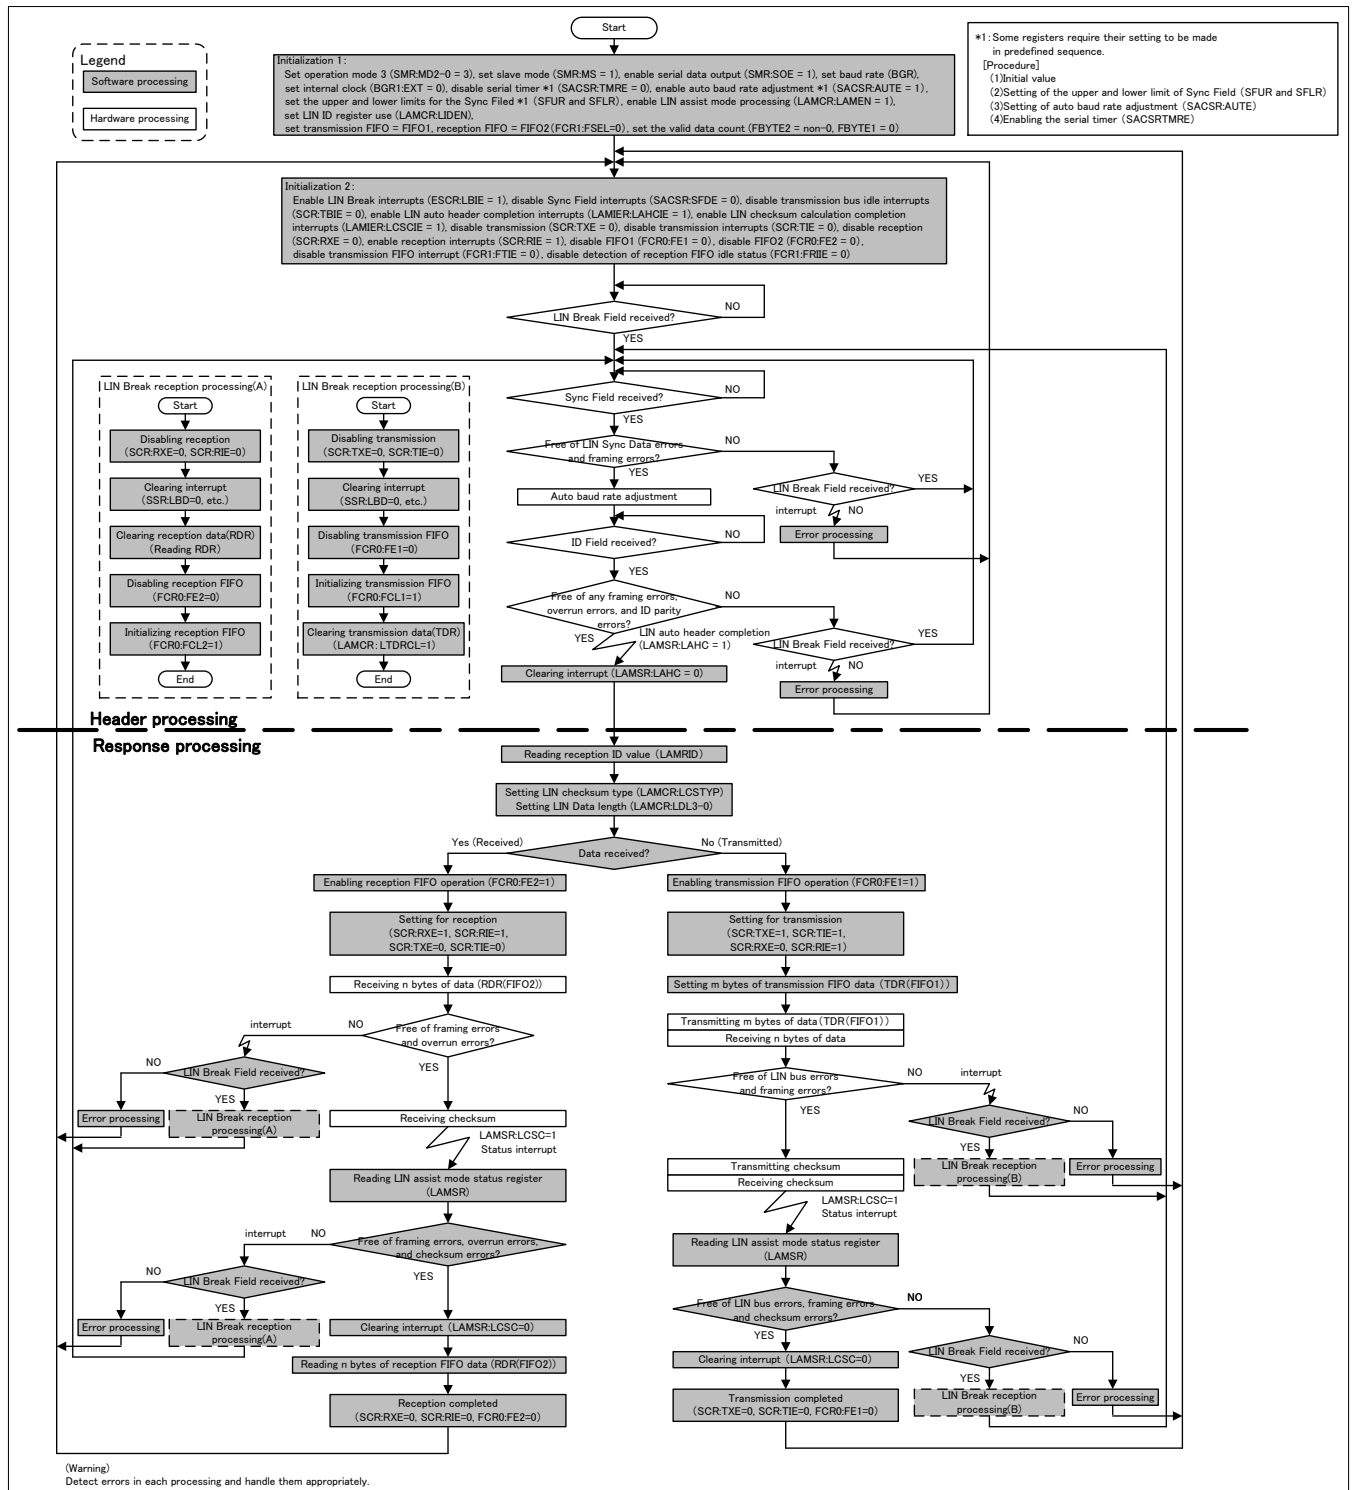 Start
Legend
Software processing
Hardware processing
*1: Some registers require their setting to be made
in predefined sequence.
[Procedure]
(1)Initial value
(2)Setting of the upper and lower limit of Sync Field (SFUR and SFLR)
(3)Setting of auto baud rate adjustment (SACSR:AUTE)
(4)Enabling the serial timer (SACSRTMRE)
Initialization 1:
Set operation mode 3 (SMR:MD2-0 = 3), set slave mode (SMR:MS = 1), enable serial data output (SMR:SOE = 1), set baud rate (BGR),
set internal clock (BGR1:EXT = 0), disable serial timer *1 (SACSR:TMRE = 0), enable auto baud rate adjustment *1 (SACSR:AUTE = 1),
set the upper and lower limits for the Sync Filed *1 (SFUR and SFLR), enable LIN assist mode processing (LAMCR:LAMEN = 1),
set LIN ID register use (LAMCR:LIDEN),
set transmission FIFO = FIFO1, reception FIFO = FIFO2(FCR1:FSEL=0), set the valid data count (FBYTE2 = non-0, FBYTE1 = 0)
Initialization 2:
Enable LIN Break interrupts (ESCR:LBIE = 1), disable Sync Field interrupts (SACSR:SFDE = 0), disable transmission bus idle interrupts
(SCR:TBIE = 0), enable LIN auto header completion interrupts (LAMIER:LAHCIE = 1), enable LIN checksum calculation completion
interrupts (LAMIER:LCSCIE = 1), disable transmission (SCR:TXE = 0), disable transmission interrupts (SCR:TIE = 0), disable reception
(SCR:RXE = 0), enable reception interrupts (SCR:RIE = 1), disable FIFO1 (FCR0:FE1 = 0), disable FIFO2 (FCR0:FE2 = 0),
disable transmission FIFO interrupt (FCR1:FTIE = 0), disable detection of reception FIFO idle status (FCR1:FRIIE = 0)
LIN Break Field received?
NO
YES
LIN Break reception processing(A)
Start
Disabling reception
(SCR:RXE=0, SCR:RIE=0)
Clearing interrupt
(SSR:LBD=0, etc.)
Clearing reception data(RDR)
(Reading RDR)
Disabling reception FIFO
(FCR0:FE2=0)
Initializing reception FIFO
(FCR0:FCL2=1)
End
LIN Break reception processing(B)
Start
Disabling transmission
(SCR:TXE=0, SCR:TIE=0)
Clearing interrupt
(SSR:LBD=0, etc.)
Disabling transmission FIFO
(FCR0:FE1=0)
Initializing transmission FIFO
(FCR0:FCL1=1)
Clearing transmission data(TDR)
(LAMCR: LTDRCL=1)
End
Sync Field received?
NO
YES
Free of LIN Sync Data errors
and framing errors?
NO
YES
LIN Break Field received?
YES
interrupt
NO
Error processing
Auto baud rate adjustment
ID Field received?
NO
YES
Free of any framing errors,
overrun errors, and ID parity
errors?
NO
YES
LIN auto header completion
(LAMSR:LAHC = 1)
LIN Break Field received?
YES
interrupt
NO
Error processing
Clearing interrupt (LAMSR:LAHC = 0)
Header processing
Response processing
Reading reception ID value (LAMRID)
Setting LIN checksum type (LAMCR:LCSTYP)
Setting LIN Data length (LAMCR:LDL3-0)
Data received?
Yes (Received)
No (Transmitted)
Enabling reception FIFO operation (FCR0:FE2=1)
Setting for reception
(SCR:RXE=1, SCR:RIE=1,
SCR:TXE=0, SCR:TIE=0)
Receiving n bytes of data (RDR(FIFO2))
Free of framing errors
and overrun errors?
NO
interrupt
YES
LIN Break Field received?
NO
YES
Error processing
LIN Break reception
processing(A)
Receiving checksum
LAMSR:LCSC=1
Status interrupt
Reading LIN assist mode status register
(LAMSR)
Free of framing errors, overrun errors,
and checksum errors?
NO
interrupt
YES
LIN Break Field received?
NO
YES
Error processing
LIN Break reception
processing(A)
Clearing interrupt (LAMSR:LCSC=0)
Reading n bytes of reception FIFO data (RDR(FIFO2))
Reception completed
(SCR:RXE=0, SCR:RIE=0, FCR0:FE2=0)
Enabling transmission FIFO operation (FCR0:FE1=1)
Setting for transmission
(SCR:TXE=1, SCR:TIE=1,
SCR:RXE=0, SCR:RIE=1)
Setting m bytes of transmission FIFO data (TDR(FIFO1))
Transmitting m bytes of data(TDR(FIFO1))
Receiving n bytes of data
Free of LIN bus errors
and framing errors?
NO
interrupt
YES
LIN Break Field received?
NO
YES
LIN Break reception
processing(B)
Error processing
Transmitting checksum
Receiving checksum
LAMSR:LCSC=1
Status interrupt
Reading LIN assist mode status register
(LAMSR)
Free of LIN bus errors, framing errors
and checksum errors?
NO
YES
LIN Break Field received?
NO
YES
LIN Break reception
processing(B)
Error processing
Clearing interrupt (LAMSR:LCSC=0)
Transmission completed
(SCR:TXE=0, SCR:TIE=0, FCR0:FE1=0)
(Warning)
Detect errors in each processing and handle them appropriately.